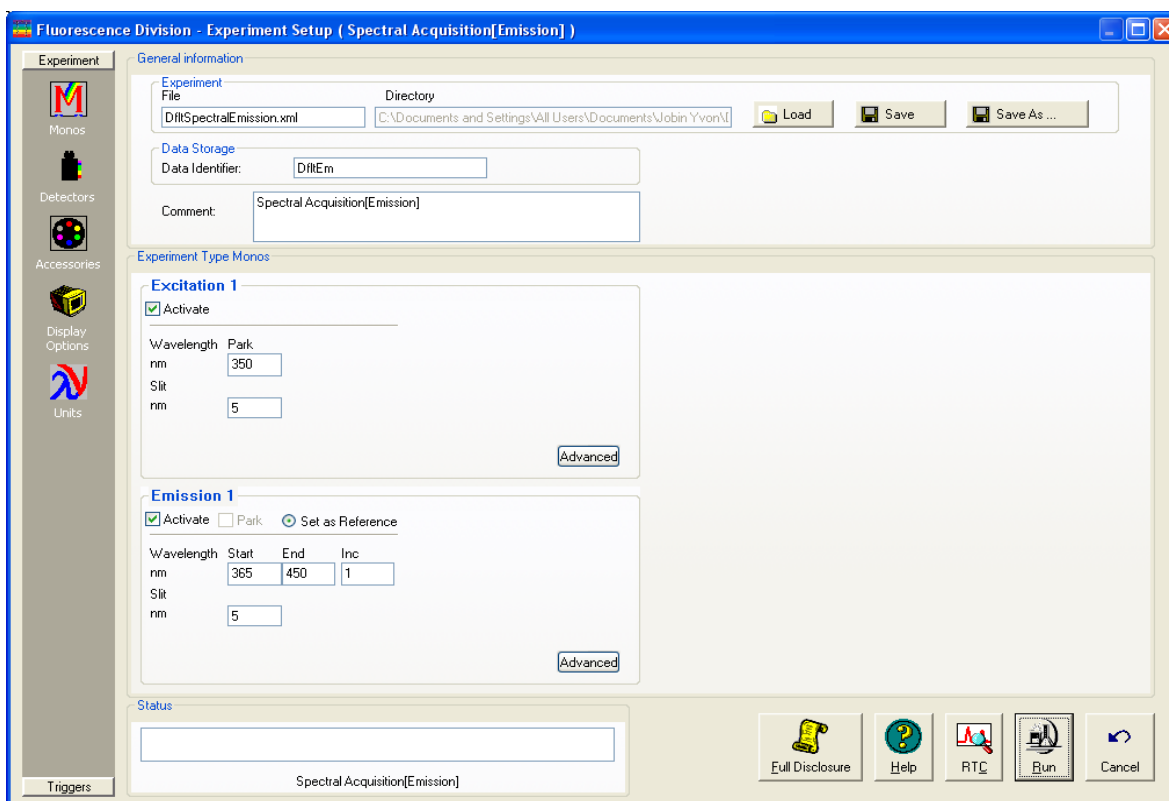 Fluorescence Division - Experiment Setup ( Spectral Acquisition[Emission] )
Experiment
Monos
Detectors
Accessories
Display
Options
Units
Triggers
General information
Experiment
File
Directory
DfltSpectralEmission.xml
C:\Documents and Settings\All Users\Documents\Jobin Yvon\
Load
Save
Save As ...
Data Storage
Data Identifier:
DfltEm
Comment:
Spectral Acquisition[Emission]
Experiment Type Monos
Excitation 1
Activate
Wavelength Park
nm 350
Slit
nm 5
Advanced
Emission 1
Activate Park Set as Reference
Wavelength Start End Inc
nm 365 450 1
Slit
nm 5
Advanced
Status
Spectral Acquisition[Emission]
Full Disclosure
Help
RTC
Run
Cancel